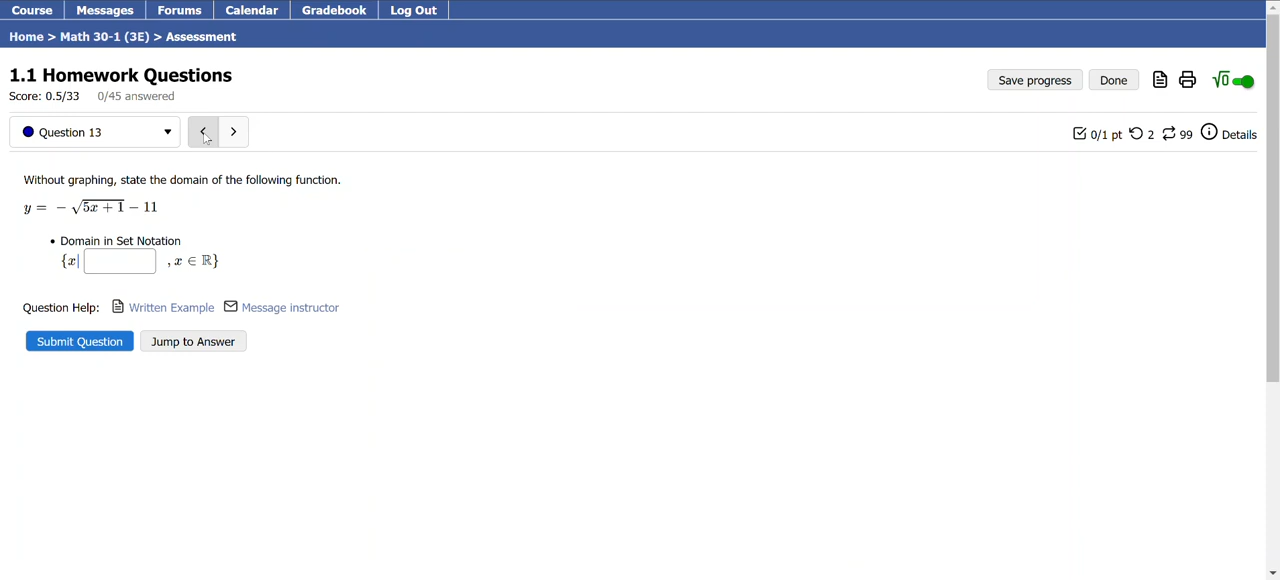 Course Messages Forums Calendar Gradebook Log Out
Home > Math 30-1 (3E) > Assessment
1.1 Homework Questions
Save progress Done √0
Score: 0.5/33 0/45 answered
Question 13 ▼ < > 0/1 pt 2 99 Details
Without graphing, state the domain of the following function.
y = − √(5x + 1) − 11
• Domain in Set Notation
{x| , x ∈ ℝ}
Question Help: Written Example Message instructor
Submit Question Jump to Answer